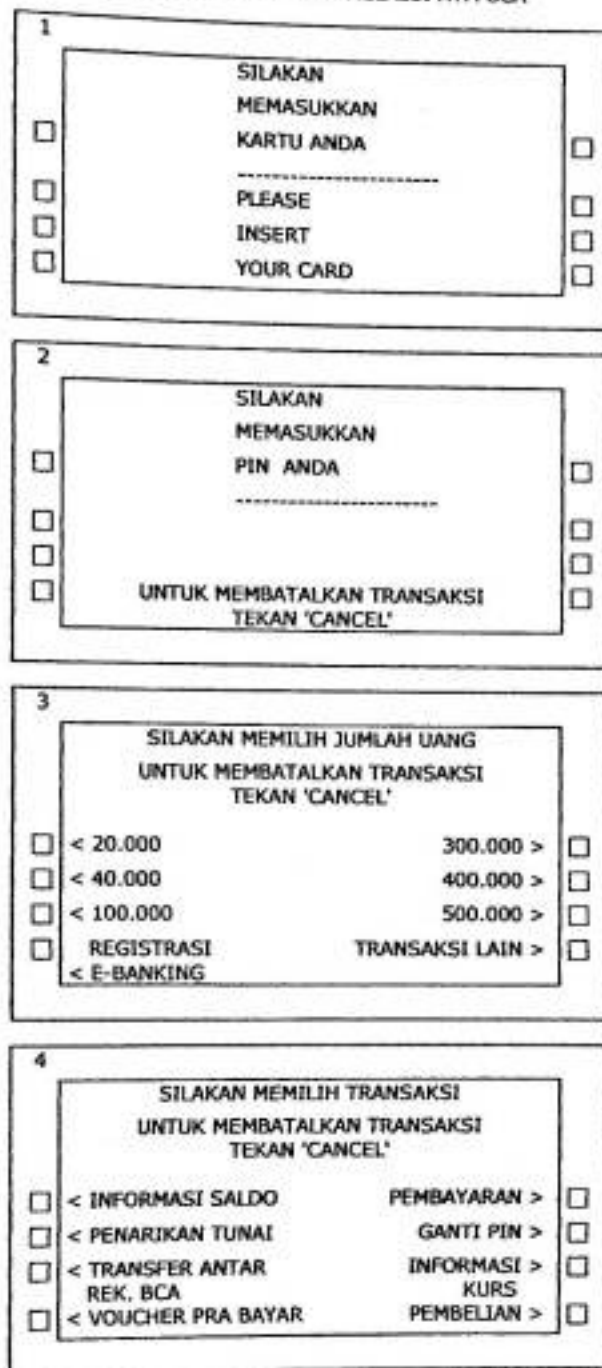 1
SILAKAN
MEMASUKKAN
KARTU ANDA
--------------------
PLEASE
INSERT
YOUR CARD
2
SILAKAN
MEMASUKKAN
PIN ANDA
--------------------
UNTUK MEMBATALKAN TRANSAKSI
TEKAN 'CANCEL'
3
SILAKAN MEMILIH JUMLAH UANG
UNTUK MEMBATALKAN TRANSAKSI
TEKAN 'CANCEL'
< 20.000 300.000 >
< 40.000 400.000 >
< 100.000 500.000 >
REGISTRASI TRANSAKSI LAIN >
< E-BANKING
4
SILAKAN MEMILIH TRANSAKSI
UNTUK MEMBATALKAN TRANSAKSI
TEKAN 'CANCEL'
< INFORMASI SALDO PEMBAYARAN >
< PENARIKAN TUNAI GANTI PIN >
< TRANSFER ANTAR INFORMASI >
REK. BCA KURS
< VOUCHER PRA BAYAR PEMBELIAN >